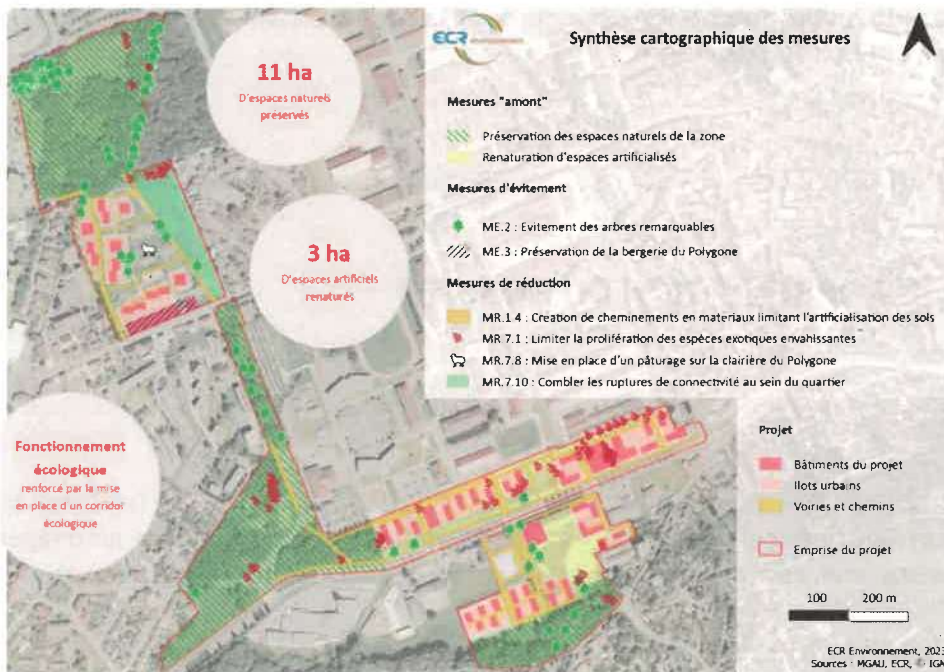 ECR
Synthèse cartographique des mesures
11 ha
D'espaces naturels
préservés
3 ha
D'espaces artificiels
renaturés
Fonctionnement
écologique
renforcé par la mise
en place d'un corridor
écologique
Mesures "amont"
Préservation des espaces naturels de la zone
Renaturation d'espaces artificialisés
Mesures d'évitement
ME.2 : Evitement des arbres remarquables
ME.3 : Préservation de la bergerie du Polygone
Mesures de réduction
MR.1.4 : Creation de cheminements en materiaux limitant l'artificialisation des sols
MR 7.1 : Limiter la prolifération des espèces exotiques envahissantes
MR.7.8 : Mise en place d'un pâturage sur la clairière du Polygone
MR.7.10 : Combler les ruptures de connectivité au sein du quartier
Projet
Bâtiments du projet
Ilots urbains
Voiries et chemins
Emprise du projet
100 200 m
ECR Environnement, 2023
Sources : MGAU, ECR, © IGN